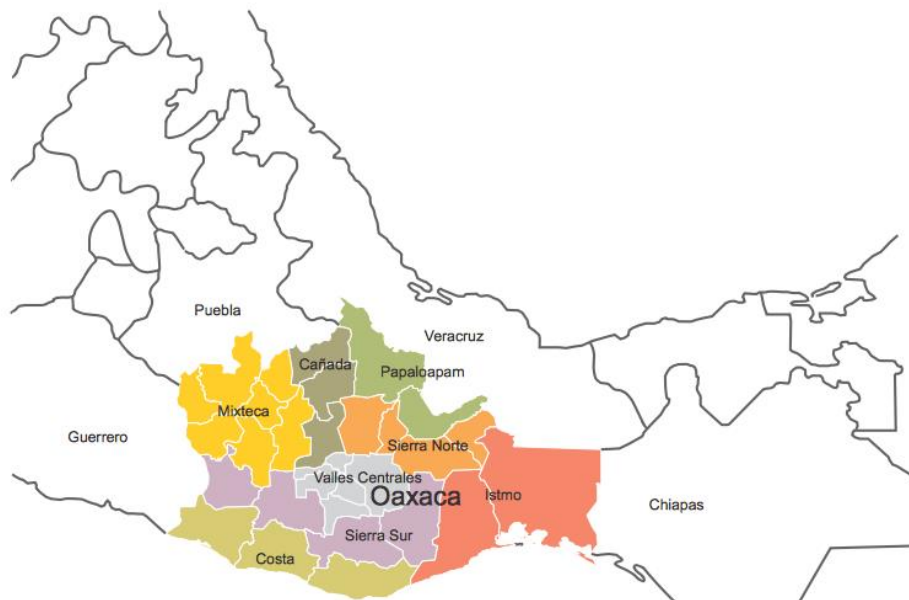 Puebla
Veracruz
Cañada
Papaloapam
Mixteca
Guerrero
Sierra Norte
Valles Centrales
Oaxaca
Istmo
Chiapas
Sierra Sur
Costa